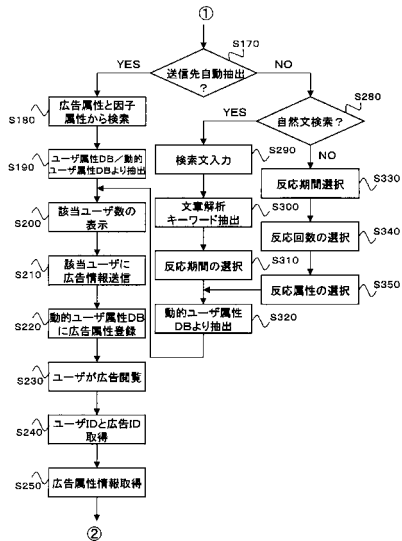 ①
S170
YES
送信先自動抽出
?
NO
S180
広告属性と因子
属性から検索
S190
ユーザ属性DB/動的
ユーザ属性DBより抽出
S200
該当ユーザ数の
表示
S210
該当ユーザに
広告情報送信
S220
動的ユーザ属性DB
に広告属性登録
S230
ユーザが広告閲覧
S240
ユーザIDと広告ID
取得
S250
広告属性情報取得
②
S280
YES
自然文検索?
NO
S290
検索文入力
S300
文章解析
キーワード抽出
S310
反応期間の選択
S320
動的ユーザ属性
DBより抽出
S330
反応期間選択
S340
反応回数の選択
S350
反応属性の選択